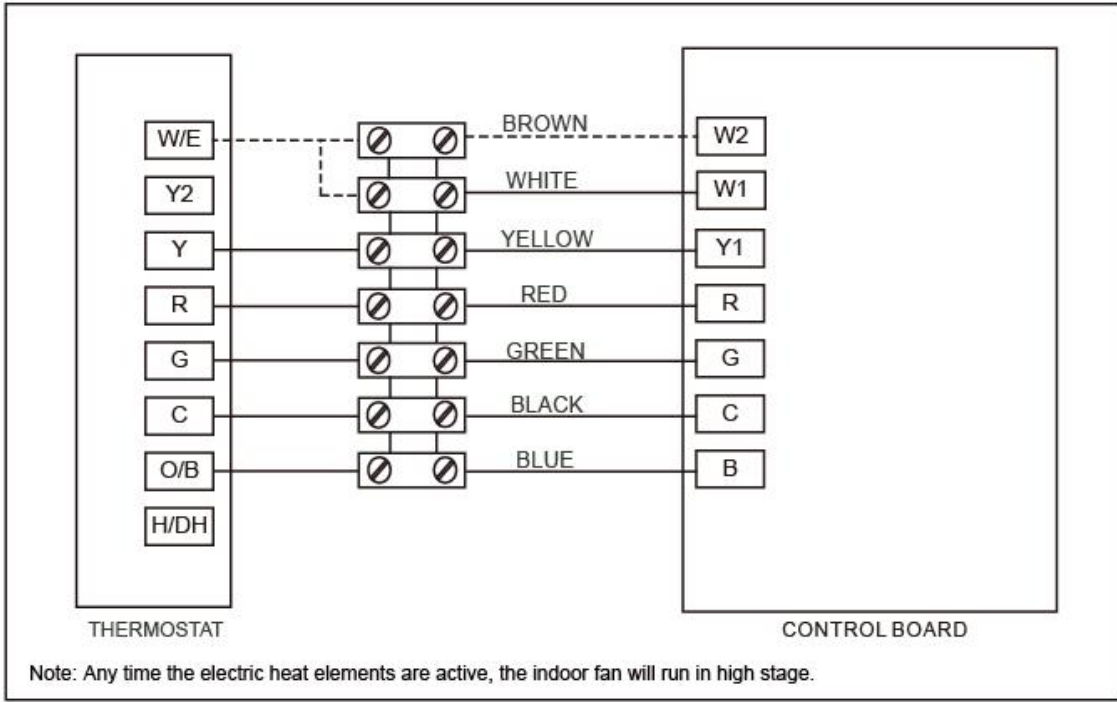 W/E BROWN W2
Y2 WHITE W1
Y YELLOW Y1
R RED R
G GREEN G
C BLACK C
O/B BLUE B
H/DH
THERMOSTAT CONTROL BOARD
Note: Any time the electric heat elements are active, the indoor fan will run in high stage.